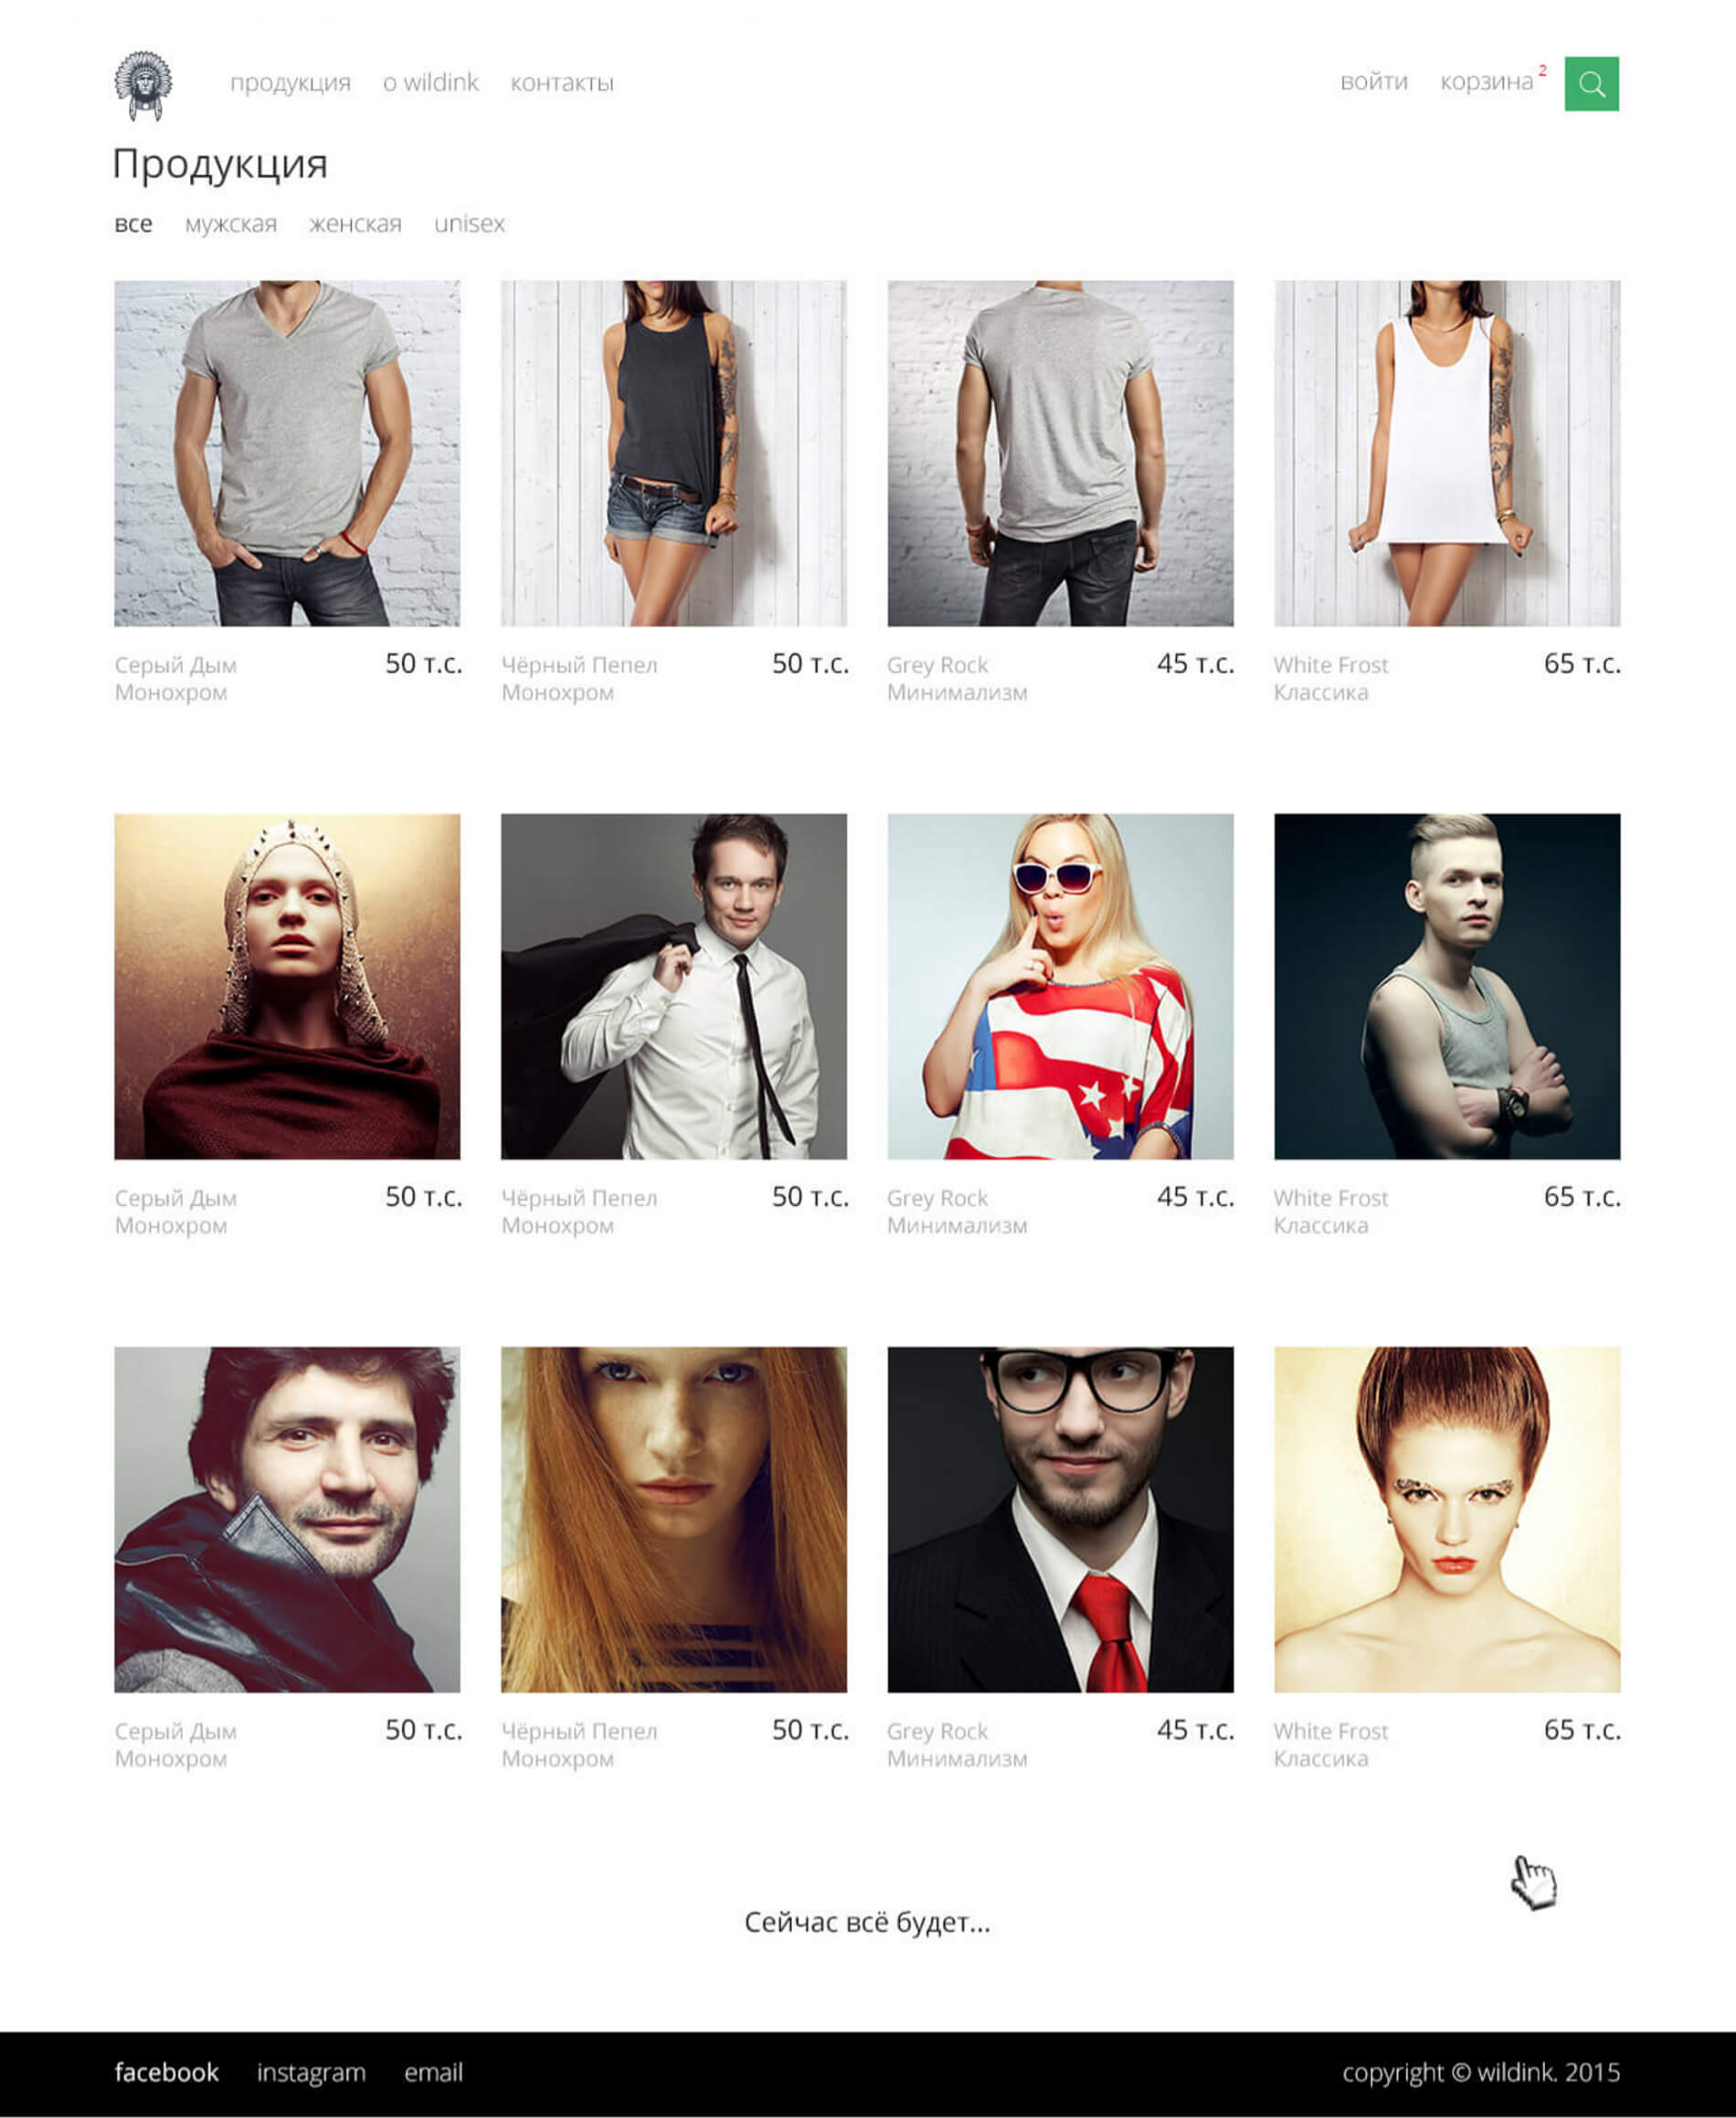 продукция о wildink контакты войти корзина 2
Продукция
все мужская женская unisex
Серый Дым 50 т.с. Чёрный Пепел 50 т.с. Grey Rock 45 т.с. White Frost 65 т.с.
Монохром Монохром Минимализм Классика
Серый Дым 50 т.с. Чёрный Пепел 50 т.с. Grey Rock 45 т.с. White Frost 65 т.с.
Монохром Монохром Минимализм Классика
Серый Дым 50 т.с. Чёрный Пепел 50 т.с. Grey Rock 45 т.с. White Frost 65 т.с.
Монохром Монохром Минимализм Классика
Сейчас всё будет...
facebook instagram email copyright © wildink. 2015